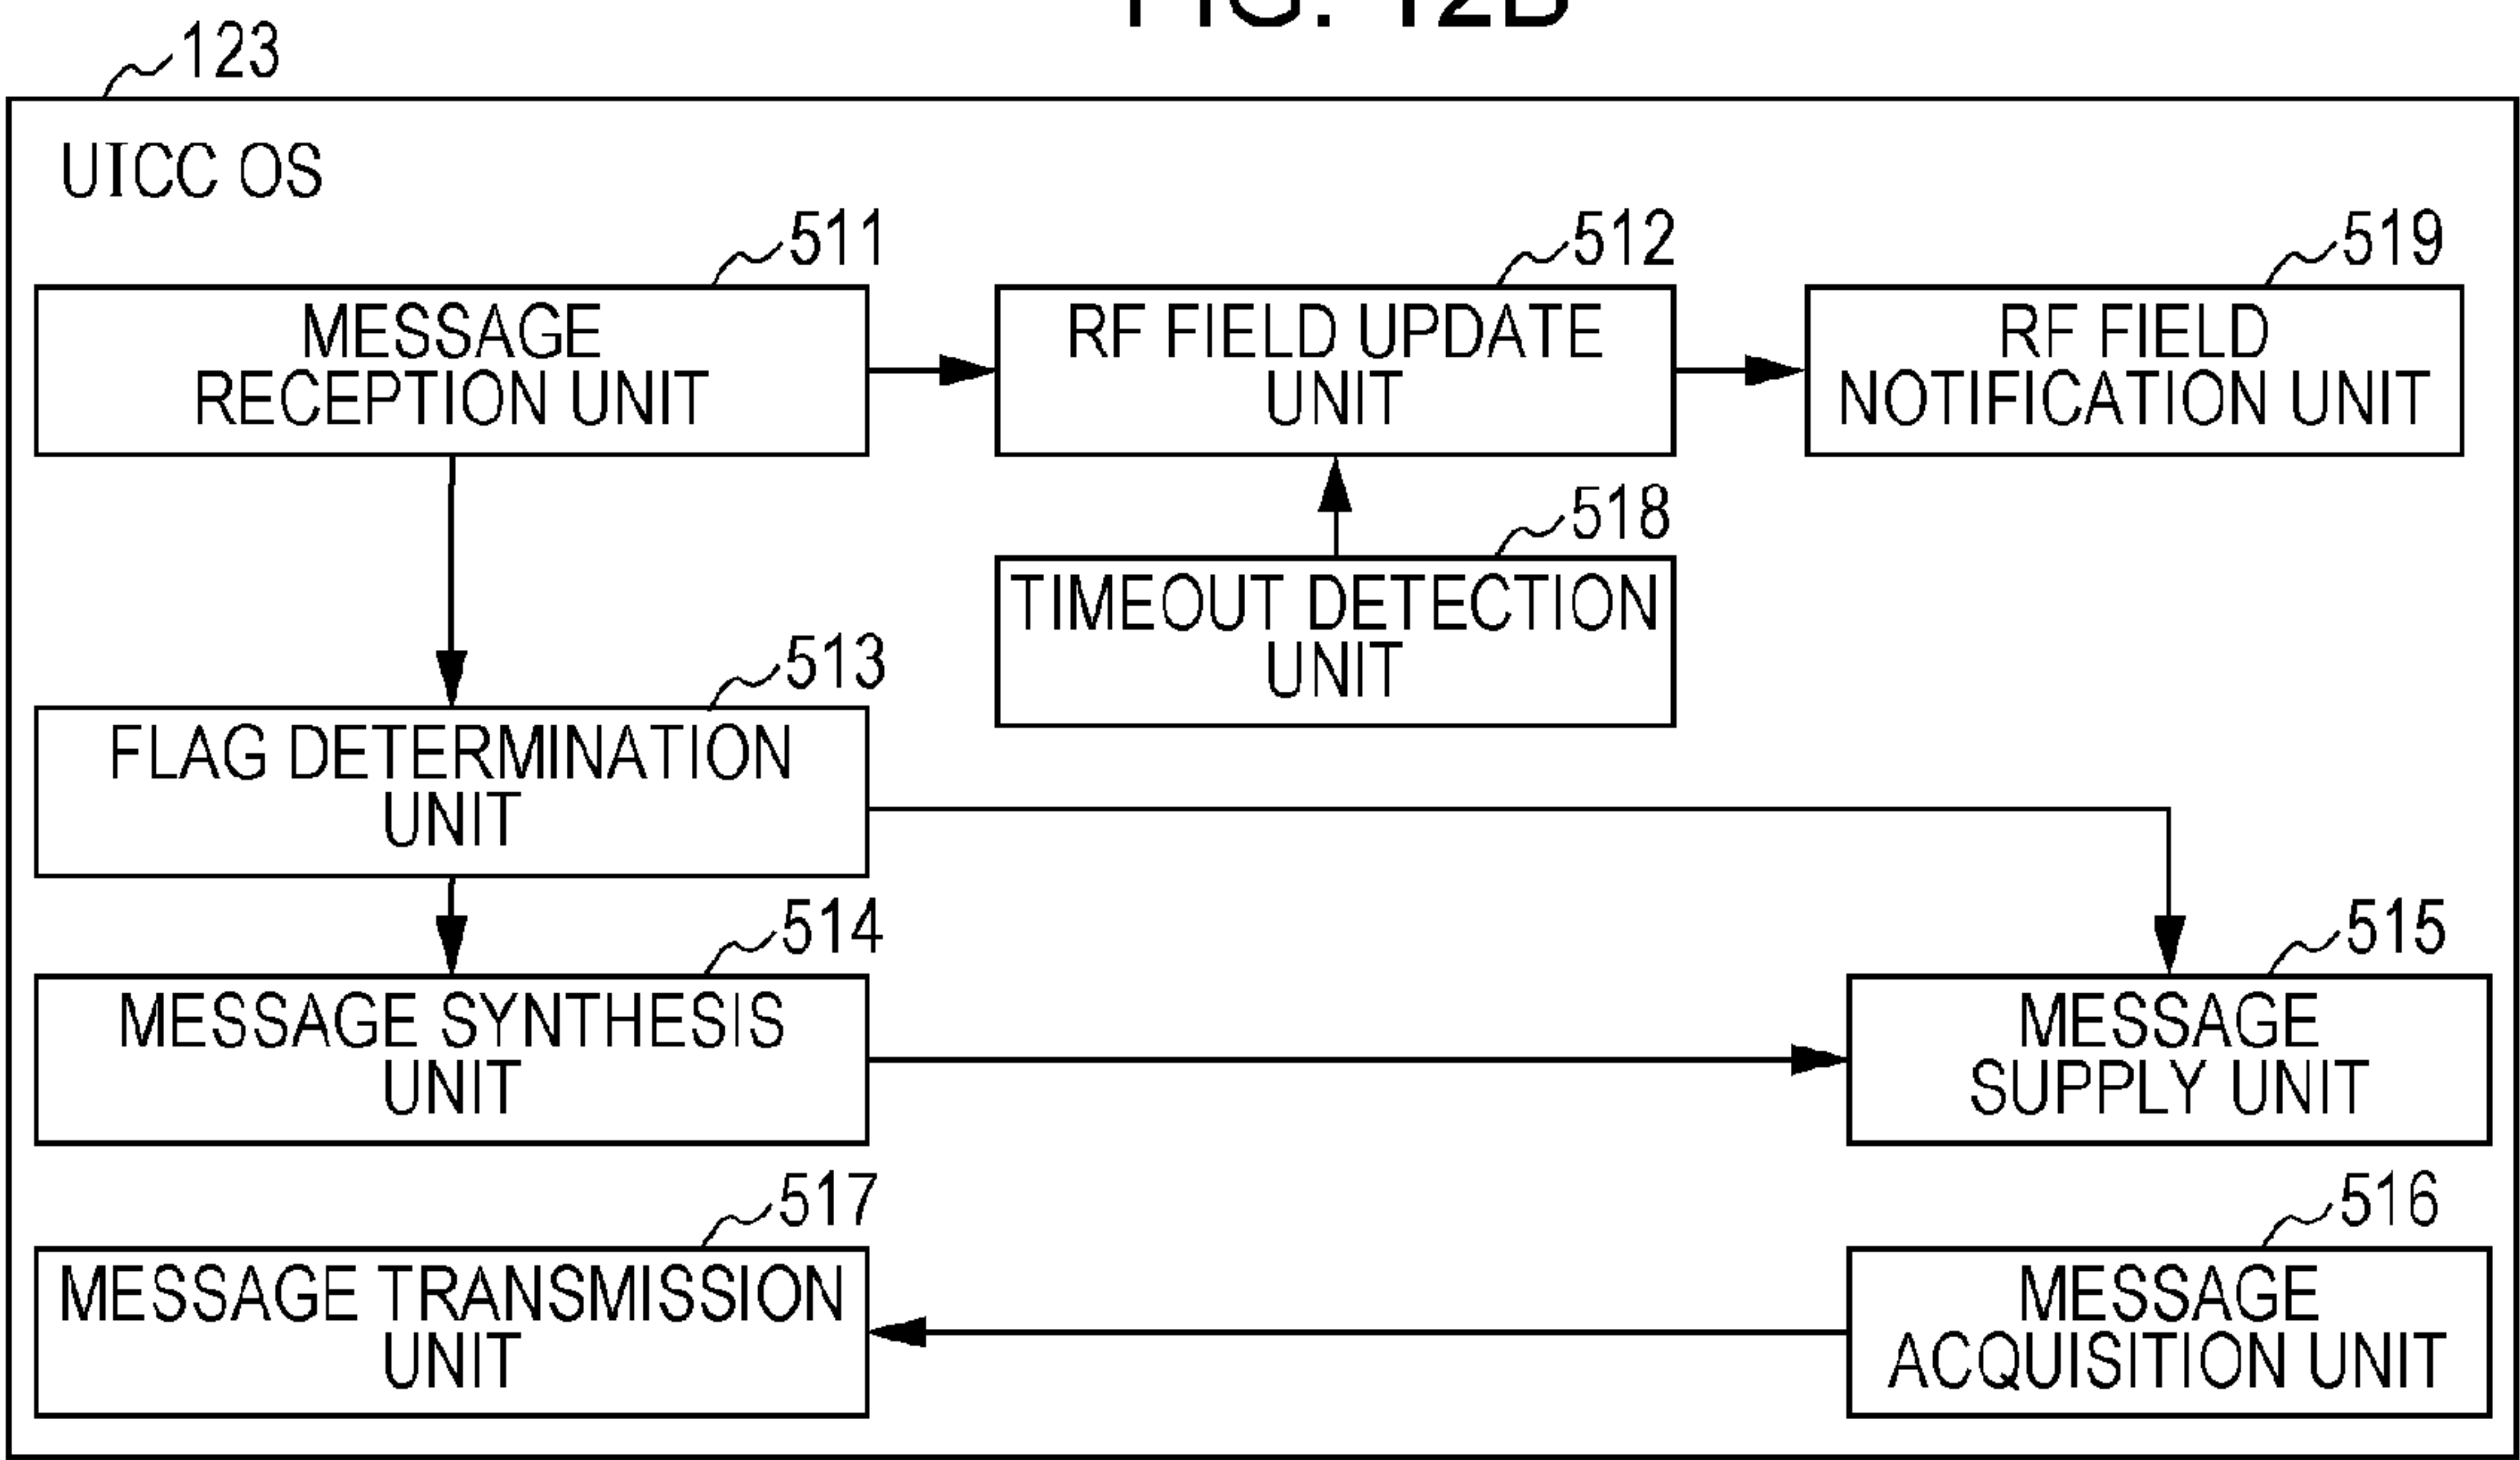 FIG. 12B
123
UICC OS
511
MESSAGE
RECEPTION UNIT
512
RF FIELD UPDATE
UNIT
519
RF FIELD
NOTIFICATION UNIT
518
TIMEOUT DETECTION
UNIT
513
FLAG DETERMINATION
UNIT
514
MESSAGE SYNTHESIS
UNIT
515
MESSAGE
SUPPLY UNIT
517
MESSAGE TRANSMISSION
UNIT
516
MESSAGE
ACQUISITION UNIT